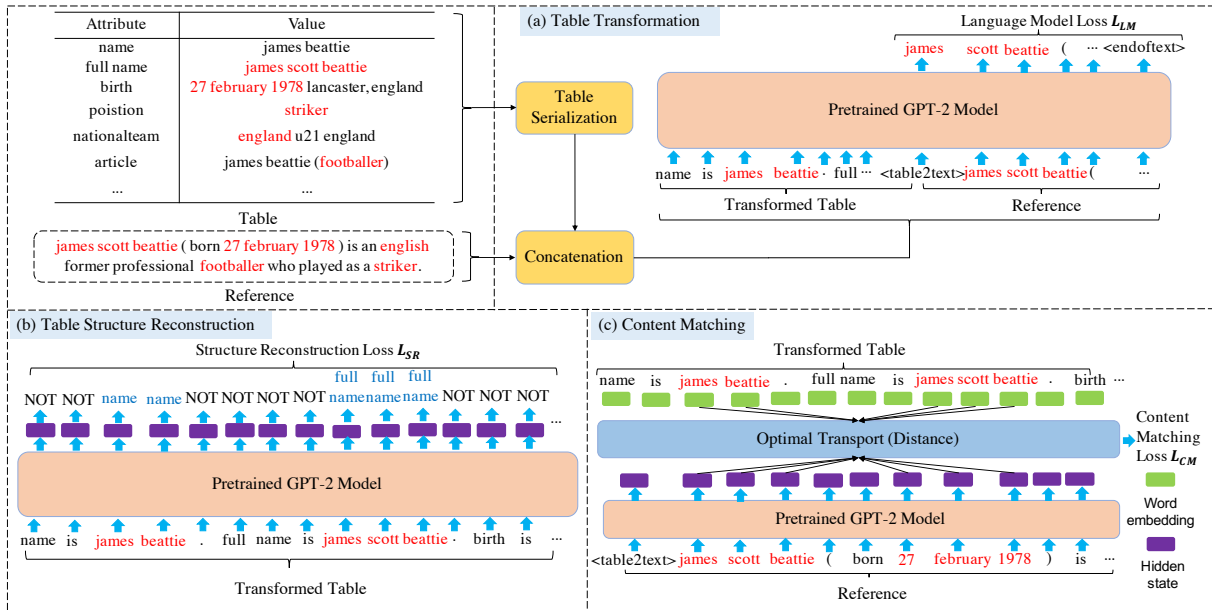 Attribute Value
name james beattie
full name james scott beattie
birth 27 february 1978 lancaster, england
poistion striker
nationalteam england u21 england
article james beattie (footballer)
... ...
Table
james scott beattie ( born 27 february 1978 ) is an english
former professional footballer who played as a striker.
Reference
Table
Serialization
Concatenation
(a) Table Transformation
Language Model Loss L_LM
james scott beattie ( ... <endoftext>
Pretrained GPT-2 Model
name is james beattie . full ... <table2text> james scott beattie ( ...
Transformed Table Reference
(b) Table Structure Reconstruction
Structure Reconstruction Loss L_SR
full full full
NOT NOT name name NOT NOT NOT NOT name name name NOT NOT NOT
...
Pretrained GPT-2 Model
name is james beattie . full name is james scott beattie . birth is ...
Transformed Table
(c) Content Matching
Transformed Table
name is james beattie . full name is james scott beattie . birth ...
Optimal Transport (Distance)
Content
Matching
Loss L_CM
Pretrained GPT-2 Model
Word
embedding
Hidden
state
<table2text> james scott beattie ( born 27 february 1978 ) is ...
Reference